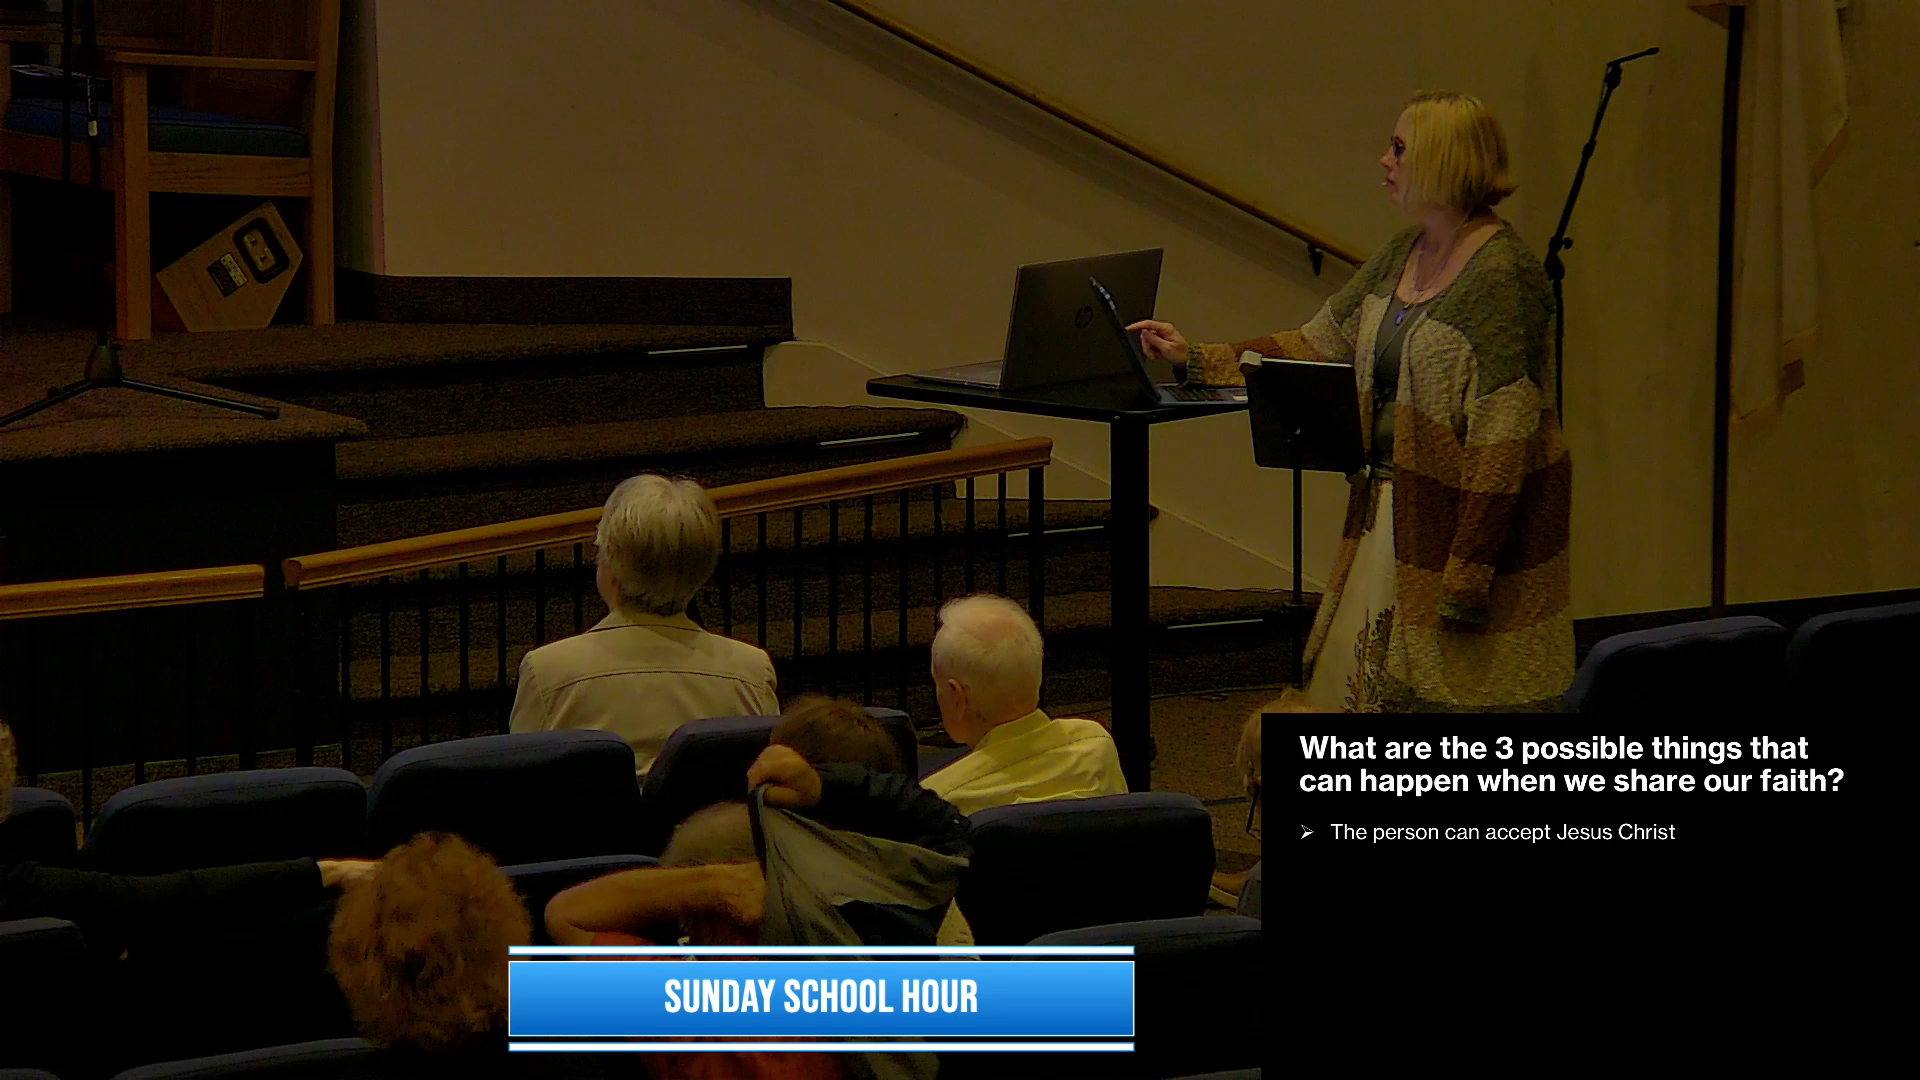 What are the 3 possible things that
can happen when we share our faith?
➢ The person can accept Jesus Christ
SUNDAY SCHOOL HOUR
hp